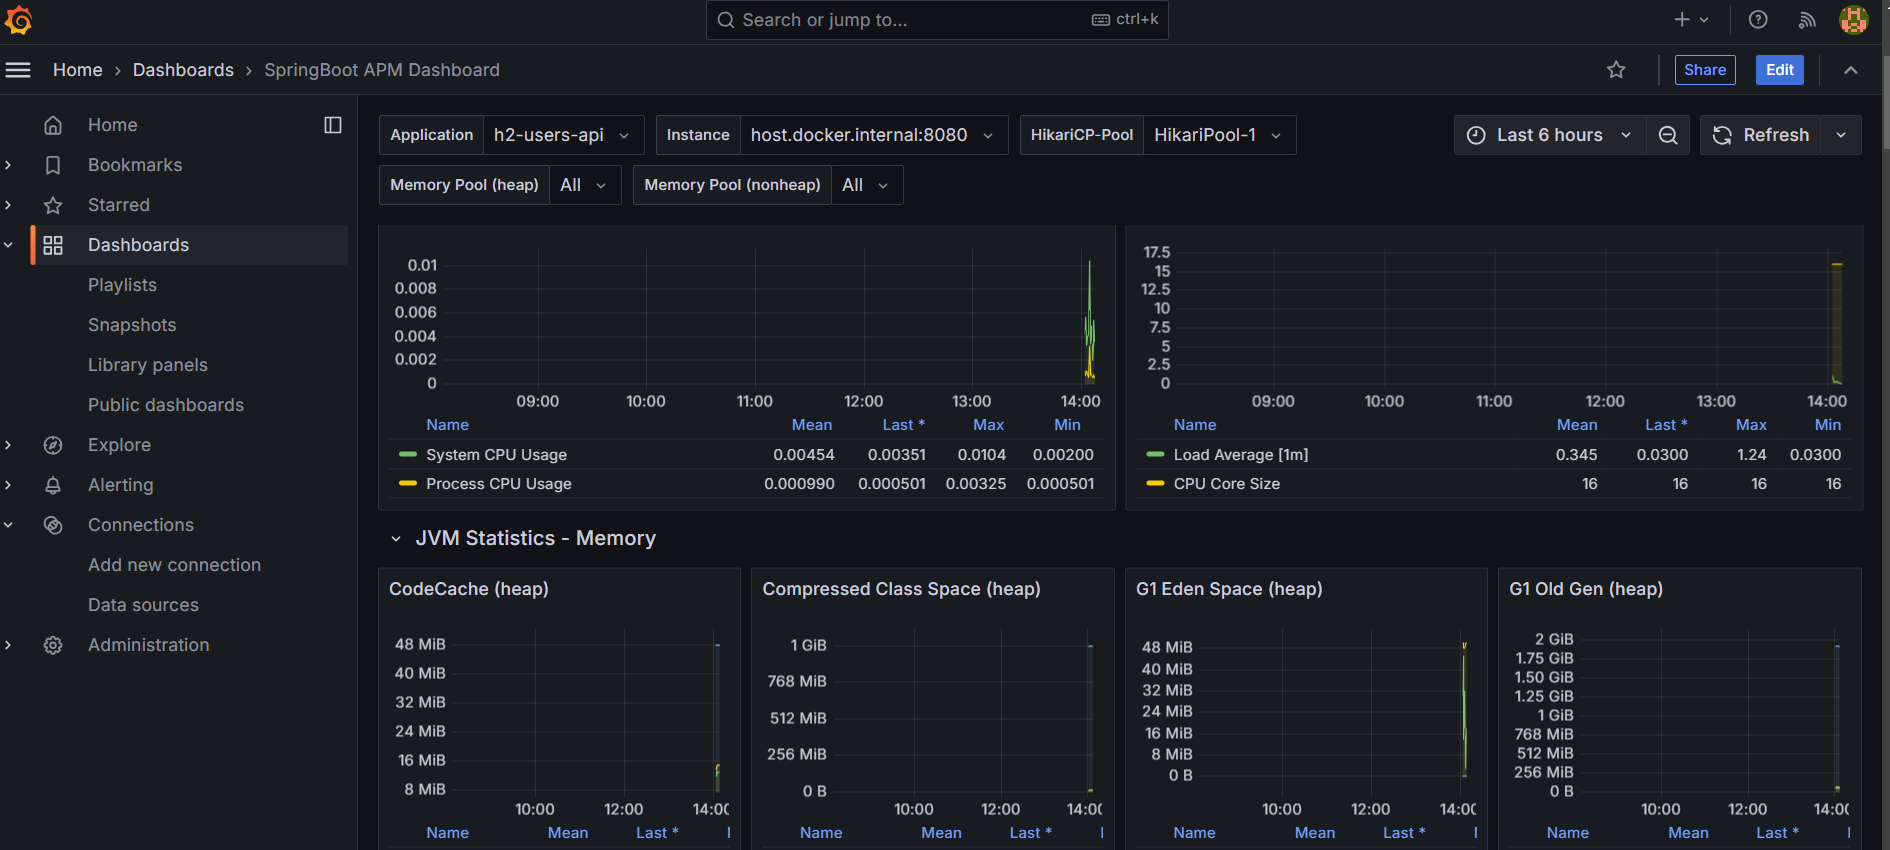 Search or jump to... ctrl+k
Home › Dashboards › SpringBoot APM Dashboard
Share Edit
Home
Bookmarks
Starred
Dashboards
Playlists
Snapshots
Library panels
Public dashboards
Explore
Alerting
Connections
Add new connection
Data sources
Administration
Application h2-users-api Instance host.docker.internal:8080 HikariCP-Pool HikariPool-1 Last 6 hours Refresh
Memory Pool (heap) All Memory Pool (nonheap) All
0.01
0.008
0.006
0.004
0.002
0
09:00 10:00 11:00 12:00 13:00 14:00
Name Mean Last * Max Min
System CPU Usage 0.00454 0.00351 0.0104 0.00200
Process CPU Usage 0.000990 0.000501 0.00325 0.000501
17.5
15
12.5
10
7.5
5
2.5
0
09:00 10:00 11:00 12:00 13:00 14:00
Name Mean Last * Max Min
Load Average [1m] 0.345 0.0300 1.24 0.0300
CPU Core Size 16 16 16 16
JVM Statistics - Memory
CodeCache (heap)
48 MiB
40 MiB
32 MiB
24 MiB
16 MiB
8 MiB
10:00 12:00 14:00
Name Mean Last *
Compressed Class Space (heap)
1 GiB
768 MiB
512 MiB
256 MiB
0 B
10:00 12:00 14:00
Name Mean Last *
G1 Eden Space (heap)
48 MiB
40 MiB
32 MiB
24 MiB
16 MiB
8 MiB
0 B
10:00 12:00 14:00
Name Mean Last *
G1 Old Gen (heap)
2 GiB
1.75 GiB
1.50 GiB
1.25 GiB
1 GiB
768 MiB
512 MiB
256 MiB
0 B
10:00 12:00 14:00
Name Mean Last *